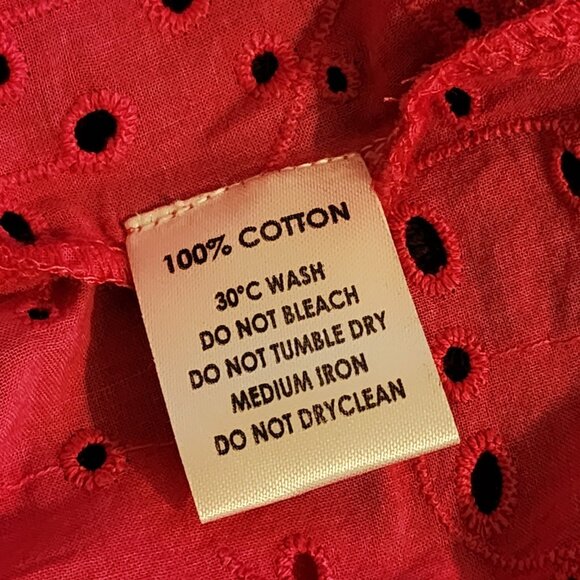 100% COTTON
30°C WASH
DO NOT BLEACH
DO NOT TUMBLE DRY
MEDIUM IRON
DO NOT DRYCLEAN